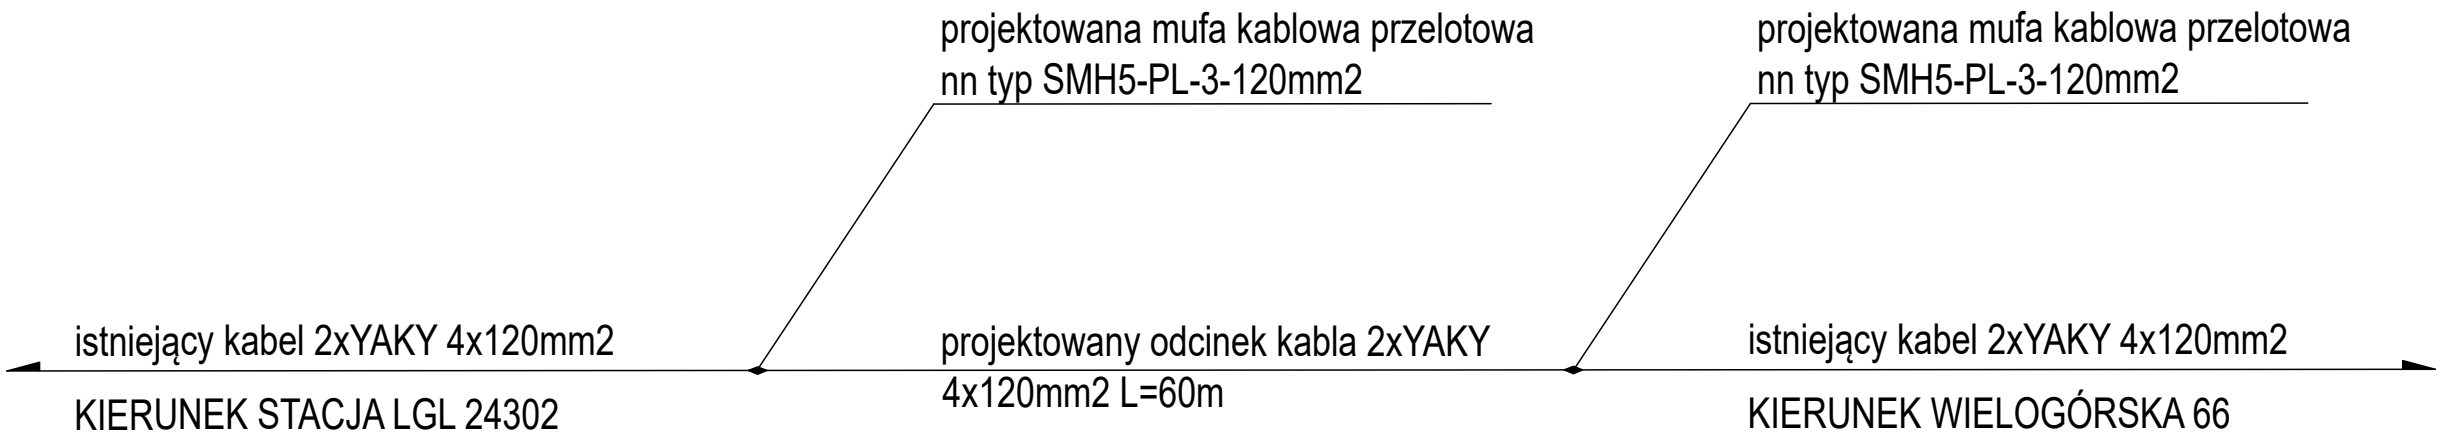 projektowana mufa kablowa przelotowa
nn typ SMH5-PL-3-120mm2
projektowana mufa kablowa przelotowa
nn typ SMH5-PL-3-120mm2
istniejący kabel 2xYAKY 4x120mm2
KIERUNEK STACJA LGL 24302
projektowany odcinek kabla 2xYAKY
4x120mm2 L=60m
istniejący kabel 2xYAKY 4x120mm2
KIERUNEK WIELOGÓRSKA 66